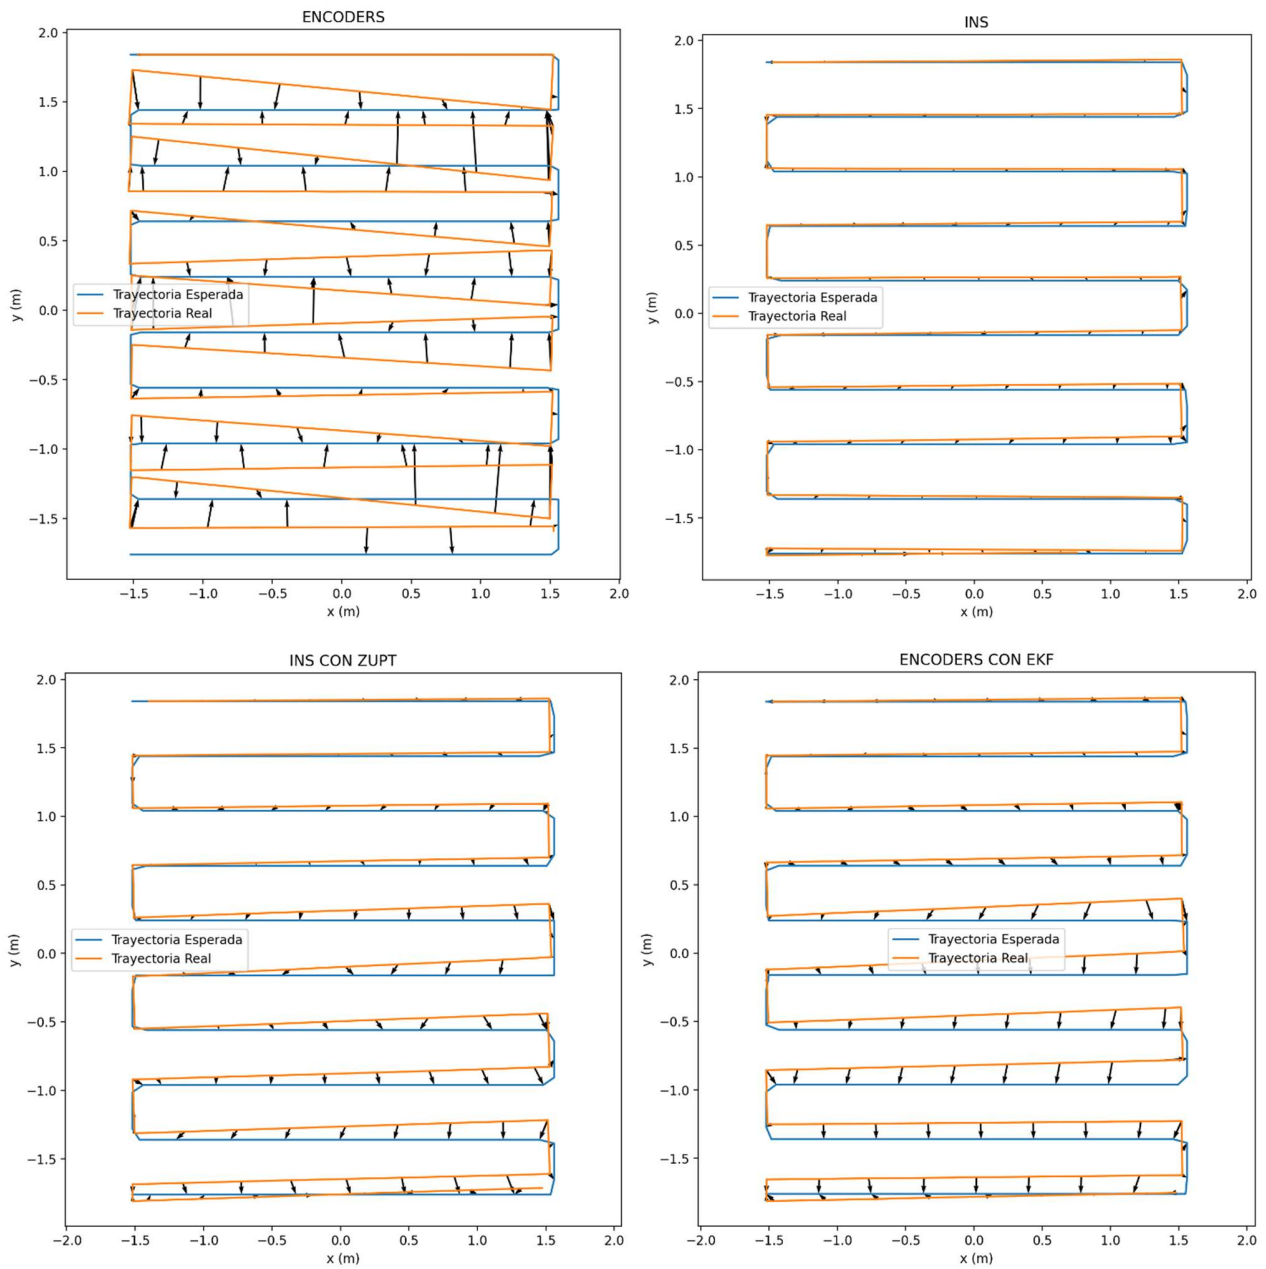 ENCODERS
2.0
1.5
1.0
0.5
0.0
−0.5
−1.0
−1.5
y (m)
Trayectoria Esperada
Trayectoria Real
−1.5 −1.0 −0.5 0.0 0.5 1.0 1.5 2.0
x (m)
INS
2.0
1.5
1.0
0.5
0.0
−0.5
−1.0
−1.5
y (m)
Trayectoria Esperada
Trayectoria Real
−1.5 −1.0 −0.5 0.0 0.5 1.0 1.5 2.0
x (m)
INS CON ZUPT
2.0
1.5
1.0
0.5
0.0
−0.5
−1.0
−1.5
y (m)
Trayectoria Esperada
Trayectoria Real
−2.0 −1.5 −1.0 −0.5 0.0 0.5 1.0 1.5 2.0
x (m)
ENCODERS CON EKF
2.0
1.5
1.0
0.5
0.0
−0.5
−1.0
−1.5
y (m)
Trayectoria Esperada
Trayectoria Real
−2.0 −1.5 −1.0 −0.5 0.0 0.5 1.0 1.5 2.0
x (m)